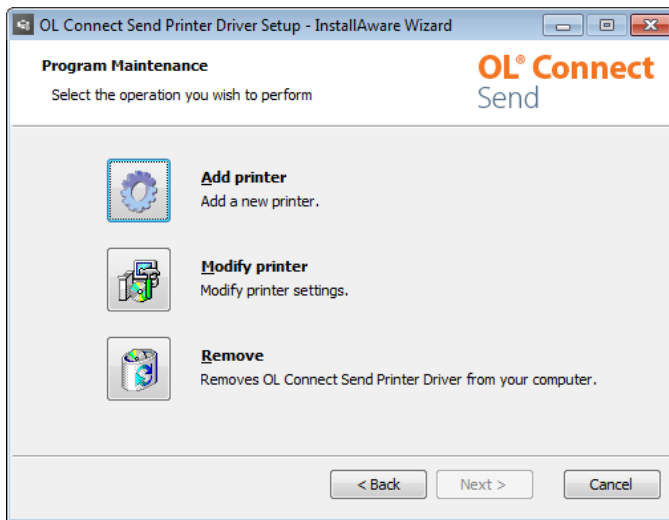 OL Connect Send Printer Driver Setup - InstallAware Wizard
Program Maintenance
Select the operation you wish to perform
OL® Connect
Send
Add printer
Add a new printer.
Modify printer
Modify printer settings.
Remove
Removes OL Connect Send Printer Driver from your computer.
< Back
Next >
Cancel